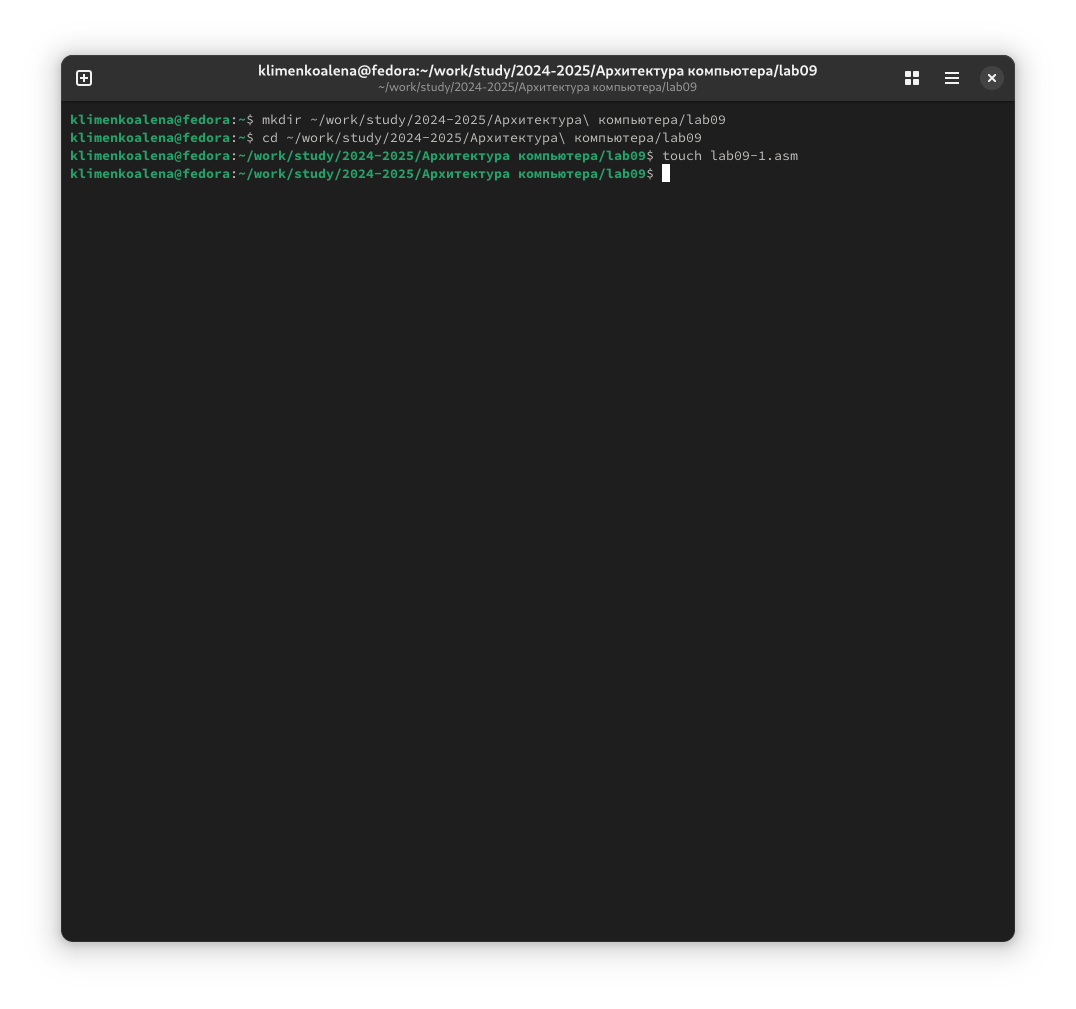 klimenkoalena@fedora:~/work/study/2024-2025/Архитектура компьютера/lab09
~/work/study/2024-2025/Архитектура компьютера/lab09
klimenkoalena@fedora:~$ mkdir ~/work/study/2024-2025/Архитектура\ компьютера/lab09
klimenkoalena@fedora:~$ cd ~/work/study/2024-2025/Архитектура\ компьютера/lab09
klimenkoalena@fedora:~/work/study/2024-2025/Архитектура компьютера/lab09$ touch lab09-1.asm
klimenkoalena@fedora:~/work/study/2024-2025/Архитектура компьютера/lab09$